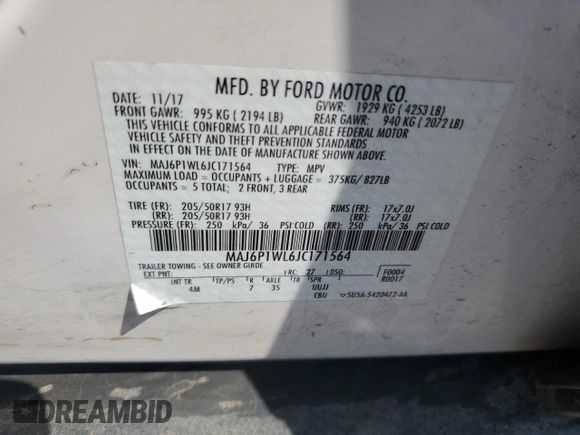 MFD. BY FORD MOTOR CO.
DATE: 11/17 GVWR: 1929 KG ( 4253 LB)
FRONT GAWR: 995 KG ( 2194 LB) REAR GAWR: 940 KG ( 2072 LB)
THIS VEHICLE CONFORMS TO ALL APPLICABLE FEDERAL MOTOR
VEHICLE SAFETY AND THEFT PREVENTION STANDARDS
IN EFFECT ON THE DATE OF MANUFACTURE SHOWN ABOVE.
VIN: MAJ6P1WL6JC171564 TYPE: MPV
MAXIMUM LOAD = OCCUPANTS + LUGGAGE = 375KG/ 827LB
OCCUPANTS = 5 TOTAL; 2 FRONT, 3 REAR
TIRE (FR): 205/50R17 93H RIMS (FR): 17x7.0J
(RR): 205/50R17 93H (RR): 17x7.0J
PRESSURE (FR): 250 kPa/ 36 PSI COLD (RR): 250 kPa/ 36 PSI COLD
MAJ6P1WL6JC171564
TRAILER TOWING - SEE OWNER GUIDE
EXT PNT: RC: 27 DSO: F0004
R0017
INT TR TP/PS R AXLE TR SPR UUJJ
4M 7 35 CBU 5U5A-5420472-AA
DREAMBID